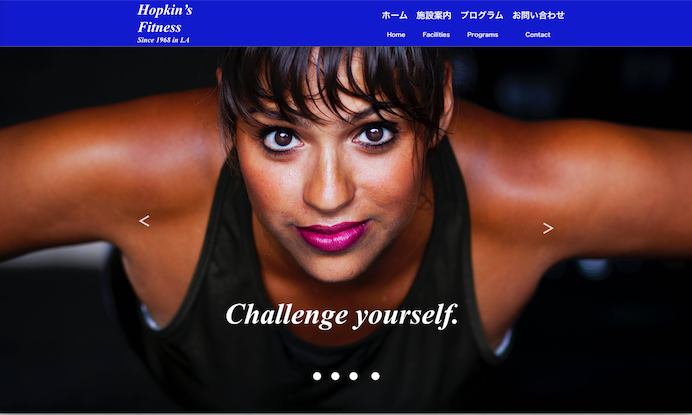 Hopkin's
Fitness
Since 1968 in LA
ホーム 施設案内 プログラム お問い合わせ
Home Facilities Programs Contact
< >
Challenge yourself.